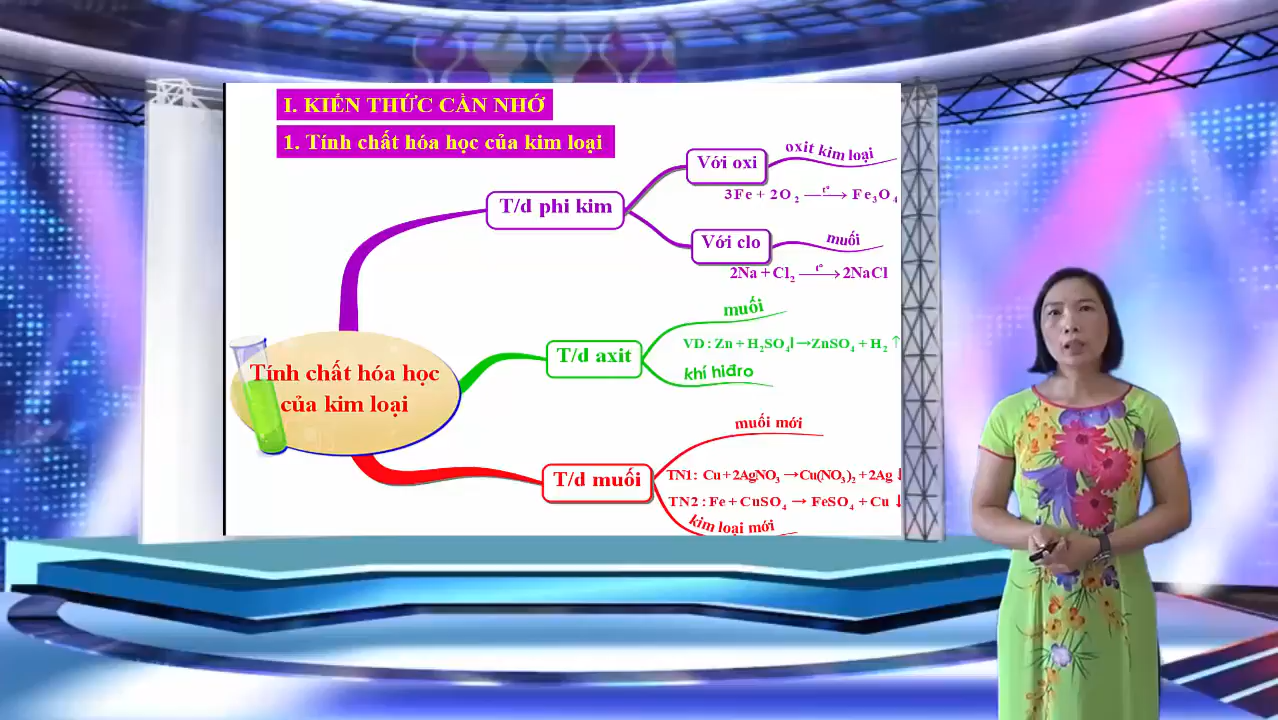 I. KIẾN THỨC CẦN NHỚ
1. Tính chất hóa học của kim loại
Với oxi
oxit kim loại
3Fe + 2O₂ —t°→ Fe₃O₄
T/d phi kim
Với clo
muối
2Na + Cl₂ —t°→ 2NaCl
muối
T/d axit
VD : Zn + H₂SO₄l →ZnSO₄ + H₂ ↑
khí hiđro
Tính chất hóa học
của kim loại
muối mới
T/d muối
TN1: Cu + 2AgNO₃ →Cu(NO₃)₂ + 2Ag ↓
TN2 : Fe + CuSO₄ → FeSO₄ + Cu ↓
kim loại mới